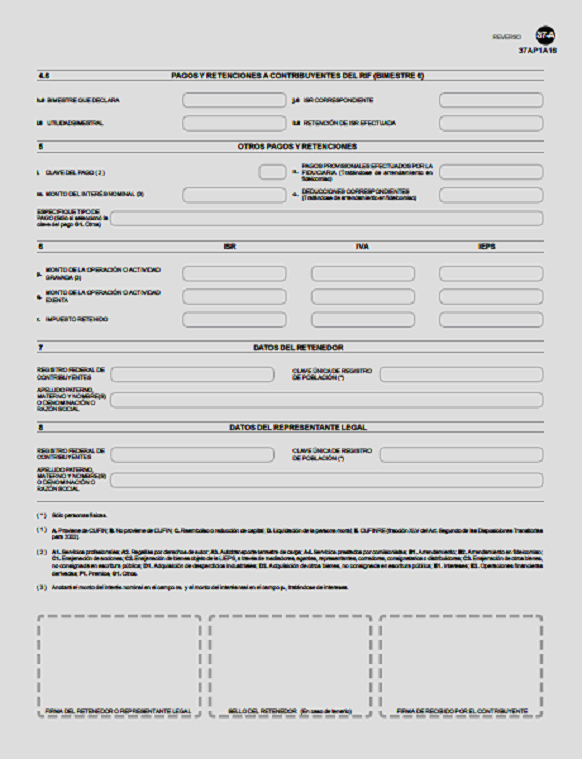 REVERSO 37-A
37AP1A16
4.6 PAGOS Y RETENCIONES A CONTRIBUYENTES DEL RIF (BIMESTRE 6)
BIMESTRE QUE DECLARA
ISR CORRESPONDIENTE
UTILIDAD BIMESTRAL
RETENCIÓN DE ISR EFECTUADA
5 OTROS PAGOS Y RETENCIONES
CLAVE DEL PAGO ( 2 )
PAGOS PROVISIONALES EFECTUADOS POR LA
FIDUCIARIA (Tratándose de arrendamiento en
fideicomiso)
m. MONTO DEL INTERÉS NOMINAL (3)
DEDUCCIONES CORRESPONDIENTES
(Tratándose de arrendamiento en fideicomiso)
ESPECIFIQUE TIPO DE
PAGO (Sólo si seleccionó la
clave del pago G1. Otros)
6 ISR IVA IEPS
p. MONTO DE LA OPERACIÓN O ACTIVIDAD
GRAVADA (3)
q. MONTO DE LA OPERACIÓN O ACTIVIDAD
EXENTA
r. IMPUESTO RETENIDO
7 DATOS DEL RETENEDOR
REGISTRO FEDERAL DE
CONTRIBUYENTES
CLAVE ÚNICA DE REGISTRO
DE POBLACIÓN (*)
APELLIDO PATERNO,
MATERNO Y NOMBRE(S)
O DENOMINACIÓN O
RAZÓN SOCIAL
8 DATOS DEL REPRESENTANTE LEGAL
REGISTRO FEDERAL DE
CONTRIBUYENTES
CLAVE ÚNICA DE REGISTRO
DE POBLACIÓN (*)
APELLIDO PATERNO,
MATERNO Y NOMBRE(S)
O DENOMINACIÓN O
RAZÓN SOCIAL
(*) Sólo personas físicas.
(1) A. Proviene de CUFIN; B. No proviene de CUFIN; C. Reembolso o reducción de capital; D. Liquidación de la persona moral; E. CUFINRE (fracción XLV del Art. Segundo de las Disposiciones Transitorias
para 2002).
(2) A1. Servicios profesionales; A2. Regalías por derechos de autor; A3. Autotransporte terrestre de carga; A4. Servicios prestados por comisionistas; B1. Arrendamiento; B2. Arrendamiento en fideicomiso;
C1. Enajenación de acciones; C2. Enajenación de bienes objeto de la LIEPS, a través de mediadores, agentes, representantes, corredores, consignatarios o distribuidores; C3. Enajenación de otros bienes,
no consignada en escritura pública; D1. Adquisición de desperdicios industriales; D2. Adquisición de otros bienes, no consignada en escritura pública; E1. Intereses; E2. Operaciones financieras
derivadas; F1. Premios; G1. Otros.
(3) Anotará el monto del interés nominal en el campo m. y el monto del interés real en el campo p., tratándose de intereses.
FIRMA DEL RETENEDOR O REPRESENTANTE LEGAL
SELLO DEL RETENEDOR (En caso de tenerlo)
FIRMA DE RECIBIDO POR EL CONTRIBUYENTE